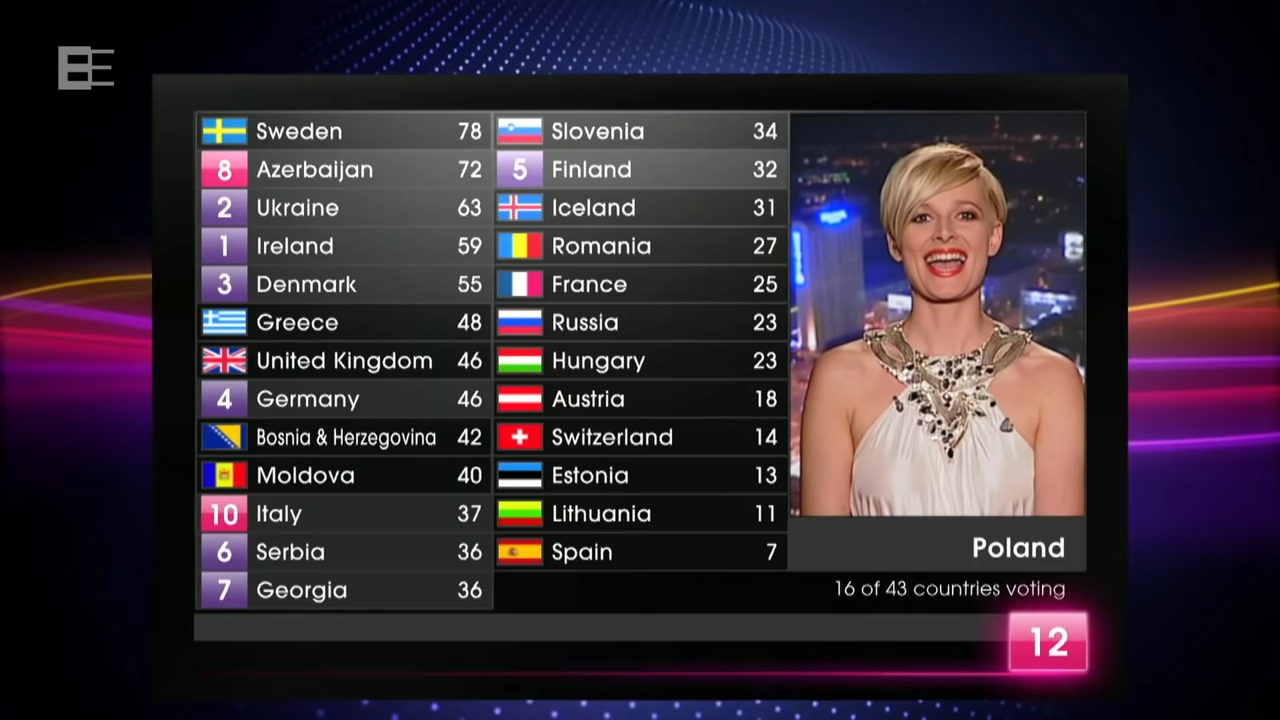 Sweden 78
8 Azerbaijan 72
2 Ukraine 63
1 Ireland 59
3 Denmark 55
Greece 48
United Kingdom 46
4 Germany 46
Bosnia & Herzegovina 42
Moldova 40
10 Italy 37
6 Serbia 36
7 Georgia 36
Slovenia 34
5 Finland 32
Iceland 31
Romania 27
France 25
Russia 23
Hungary 23
Austria 18
Switzerland 14
Estonia 13
Lithuania 11
Spain 7
Poland
16 of 43 countries voting
12